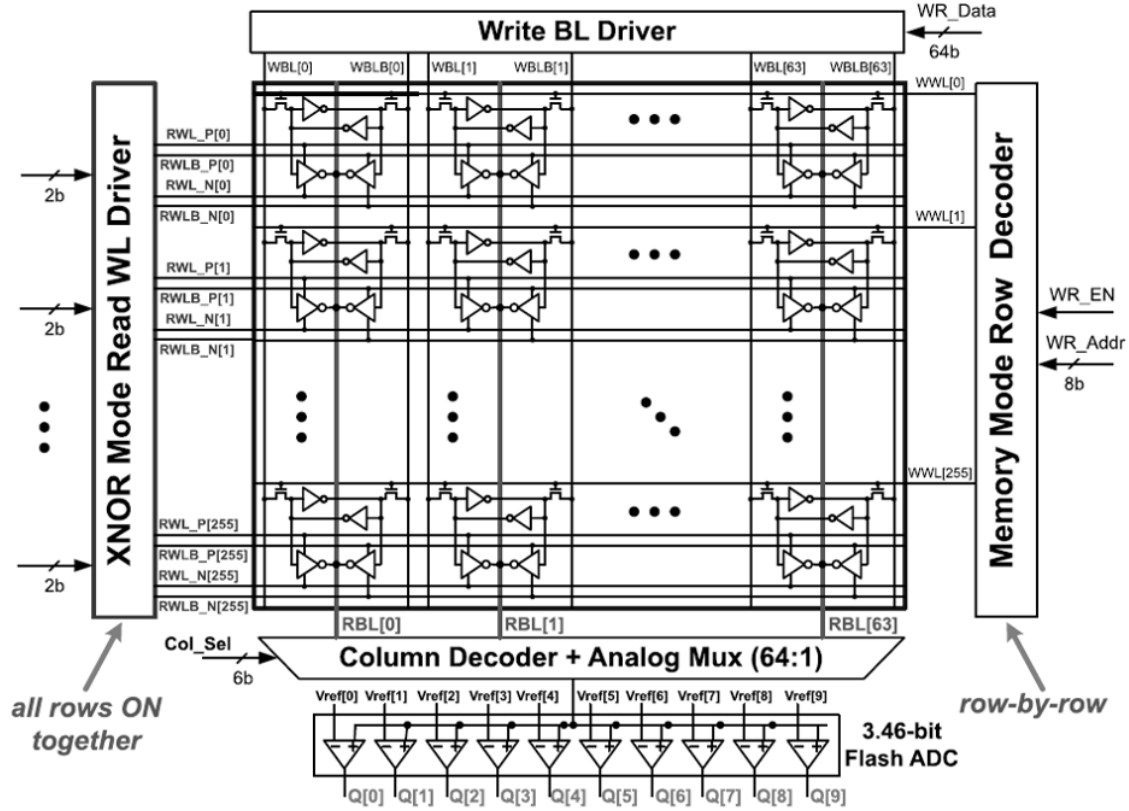 Write BL Driver
WR_Data
64b
WBL[0] WBLB[0] WBL[1] WBLB[1] WBL[63] WBLB[63]
WWL[0]
XNOR Mode Read WL Driver
Memory Mode Row Decoder
RWL_P[0]
RWLB_P[0]
2b
RWL_N[0]
RWLB_N[0]
WWL[1]
RWL_P[1]
RWLB_P[1]
2b
RWL_N[1]
RWLB_N[1]
WR_EN
WR_Addr
8b
WWL[255]
RWL_P[255]
RWLB_P[255]
2b
RWL_N[255]
RWLB_N[255]
RBL[0] RBL[1] RBL[63]
Col_Sel
6b
Column Decoder + Analog Mux (64:1)
all rows ON
together
row-by-row
Vref[0] Vref[1] Vref[2] Vref[3] Vref[4] Vref[5] Vref[6] Vref[7] Vref[8] Vref[9]
3.46-bit
Flash ADC
Q[0] Q[1] Q[2] Q[3] Q[4] Q[5] Q[6] Q[7] Q[8] Q[9]